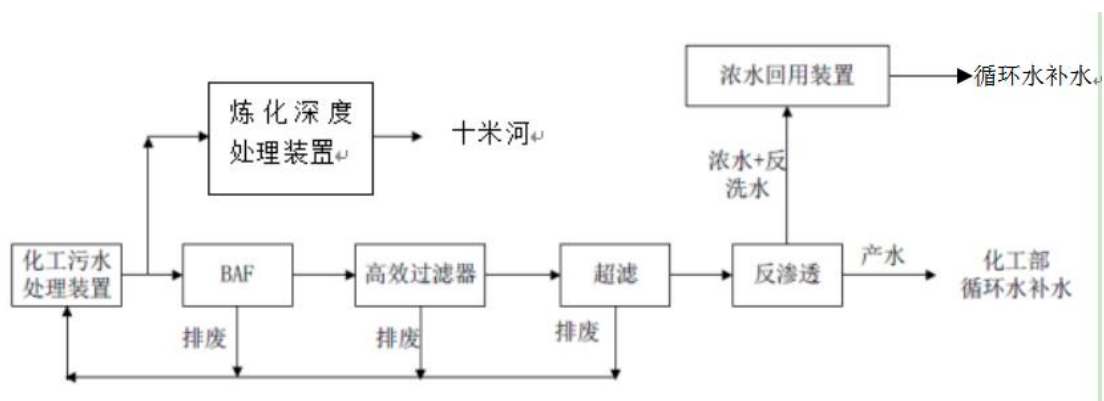 浓水回用装置
循环水补水
炼化深度
处理装置
十米河
浓水+反
洗水
化工污水
处理装置
BAF
高效过滤器
超滤
反渗透
产水
化工部
循环水补水
排废
排废
排废